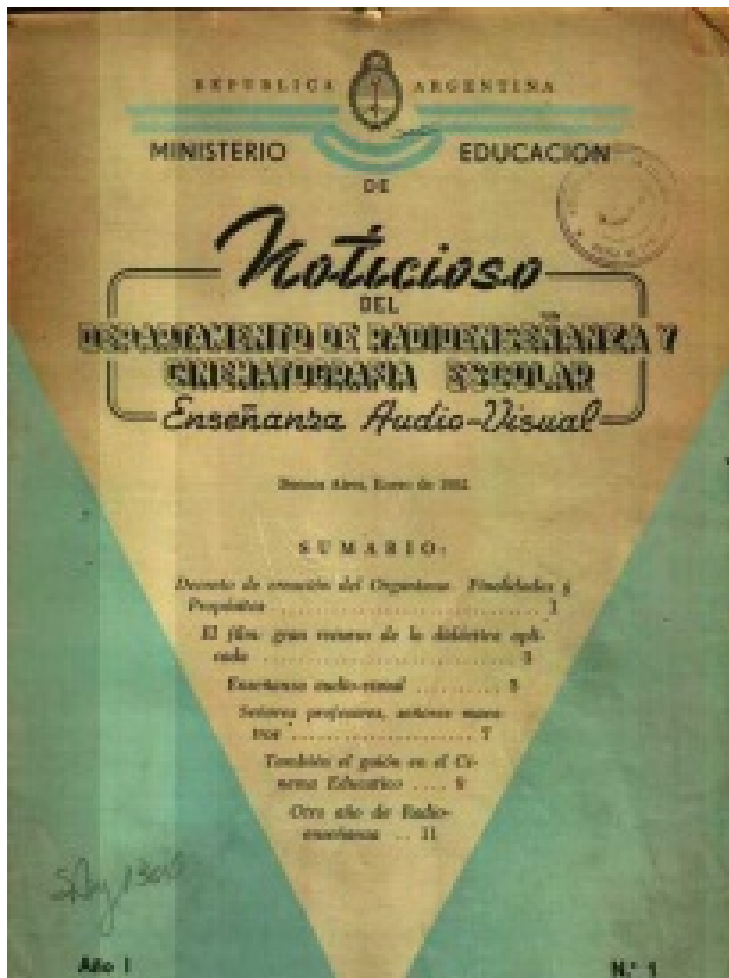 REPUBLICA ARGENTINA
MINISTERIO EDUCACION
DE
Noticioso
DEL
DEPARTAMENTO DE RADIOENSEÑANZA Y
CINEMATOGRAFIA ESCOLAR
Enseñanza Audio-Visual
Buenos Aires, Enero de 1952
SUMARIO:
Decreto de creación del Organismo. Finalidades y
Propósitos .................... 1
El film: gran recurso de la didáctica apli-
cada .................... 3
Enseñanza audio-visual .......... 5
Señores profesores, señores maes-
tros .................. 7
También el guión en el Ci-
nema Educativo .... 9
Otro año de Radio-
enseñanza .. 11
Año I
N.° 1